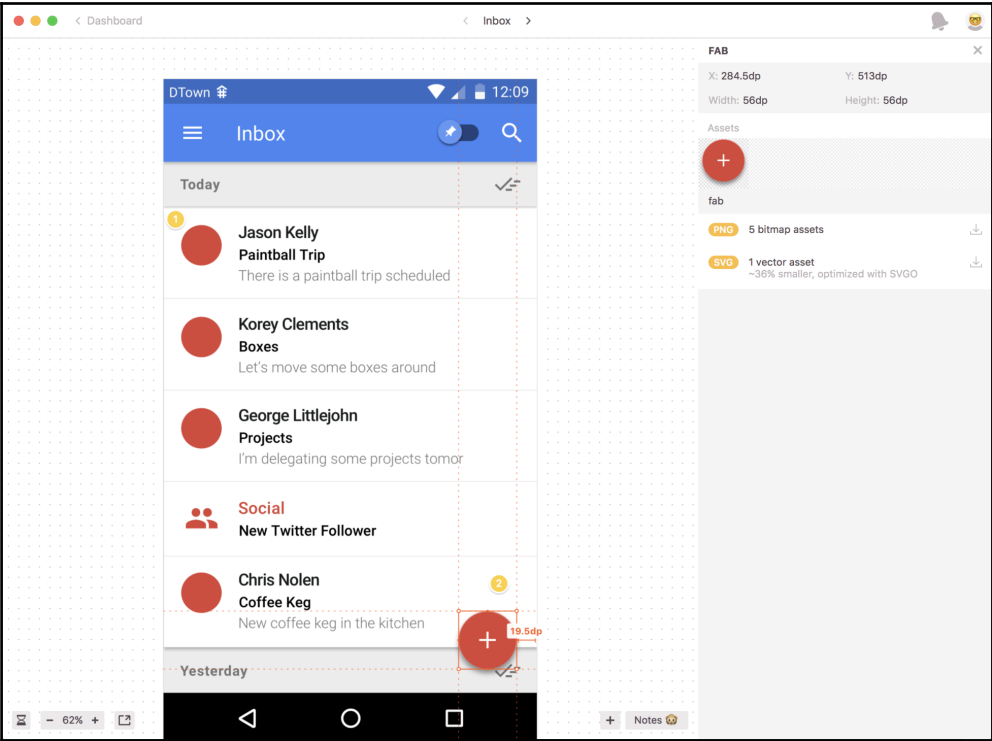 Dashboard
Inbox
FAB
X: 284.5dp
Y: 513dp
Width: 56dp
Height: 56dp
Assets
fab
PNG 5 bitmap assets
SVG 1 vector asset
~36% smaller, optimized with SVGO
DTown
12:09
Inbox
Today
1
Jason Kelly
Paintball Trip
There is a paintball trip scheduled
Korey Clements
Boxes
Let's move some boxes around
George Littlejohn
Projects
I'm delegating some projects tomor
Social
New Twitter Follower
2
Chris Nolen
Coffee Keg
New coffee keg in the kitchen
19.5dp
Yesterday
− 62% +
+ Notes